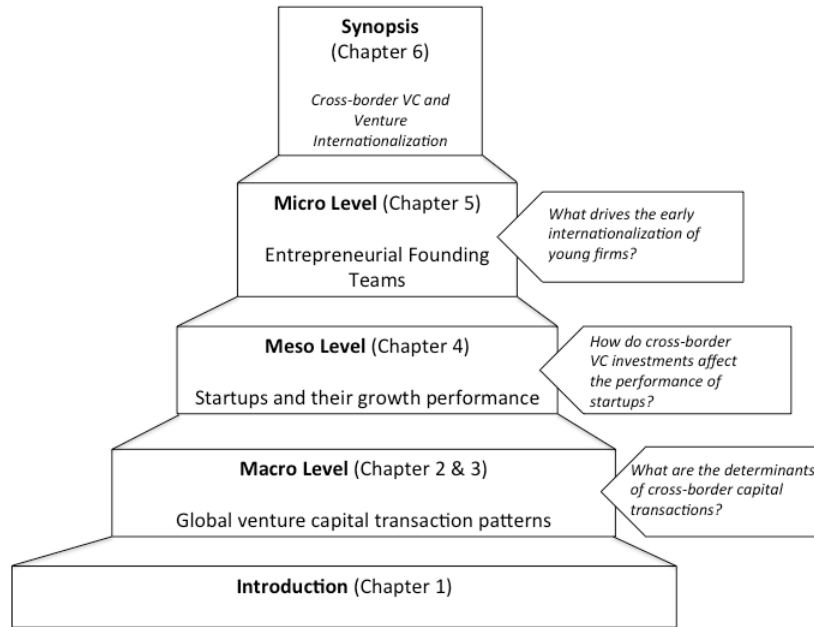 Synopsis
(Chapter 6)
Cross-border VC and
Venture
Internationalization
Micro Level (Chapter 5)
Entrepreneurial Founding
Teams
What drives the early
internationalization of
young firms?
Meso Level (Chapter 4)
Startups and their growth performance
How do cross-border
VC investments affect
the performance of
startups?
Macro Level (Chapter 2 & 3)
Global venture capital transaction patterns
What are the determinants
of cross-border capital
transactions?
Introduction (Chapter 1)